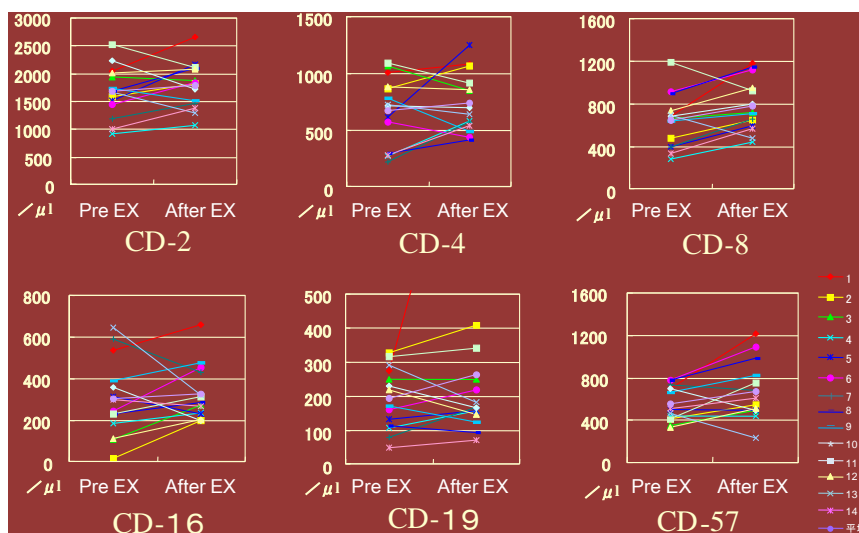 3000
2500
2000
1500
1000
500
0
／μl
Pre EX After EX
CD-2
1500
1000
500
0
／μl
Pre EX After EX
CD-4
1600
1200
800
400
0
／μl
Pre EX After EX
CD-8
800
600
400
200
0
／μl
Pre EX After EX
CD-16
500
400
300
200
100
0
／μl
Pre EX After EX
CD-19
1600
1200
800
400
0
／μl
Pre EX After EX
CD-57
1
2
3
4
5
6
7
8
9
10
11
12
13
14